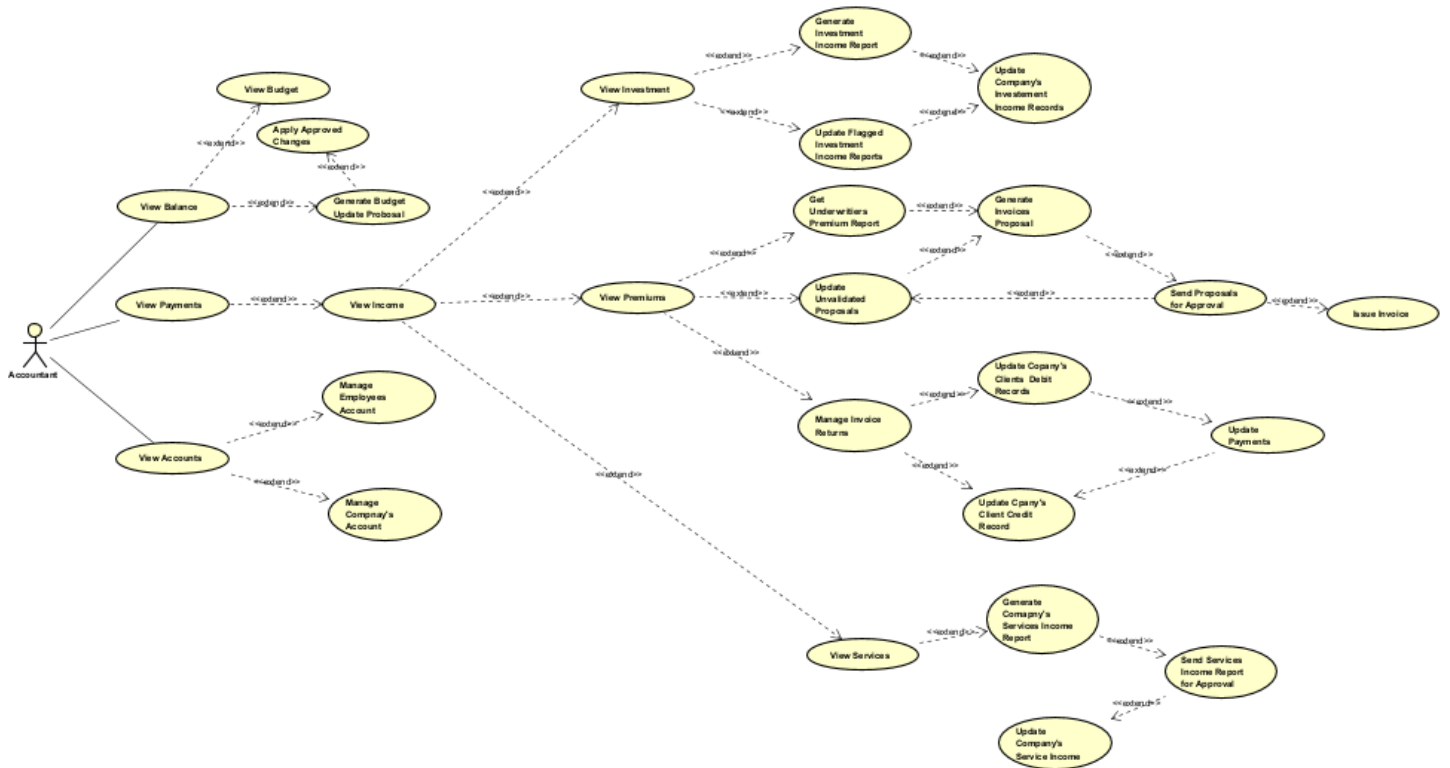 Generate
Investment
Income Report
<<extend>>
<<extend>>
Update
Company's
Investement
Income Records
View Budget
View Investment
<<extend>>
<<extend>>
Apply Approved
Changes
Update Flagged
Investment
Income Reports
<<extend>>
<<extend>>
<<extend>>
View Balance
<<extend>>
Generate Budget
Update Probosal
Get
Underwritiers
Premium Report
<<extend>>
Generate
Invoices
Proposal
<<extend>>
<<extend>>
<<extend>>
View Payments
<<extend>>
View Income
<<extend>>
View Premiums
<<extend>>
Update
Unvalidated
Proposals
<<extend>>
Send Proposals
for Approval
<<extend>>
Issue Invoice
Accountant
<<extend>>
Update Copany's
Clients Debit
Records
Manage
Employees
Account
<<extend>>
<<extend>>
<<extend>>
Manage Invoice
Returns
Update
Payments
View Accounts
<<extend>>
<<extend>>
<<extend>>
<<extend>>
Manage
Compnay's
Account
Update Cpany's
Client Credit
Record
<<extend>>
Generate
Comapny's
Services Income
Report
<<extend>>
<<extend>>
View Services
Send Services
Income Report
for Approval
<<extend>>
Update
Company's
Service Income